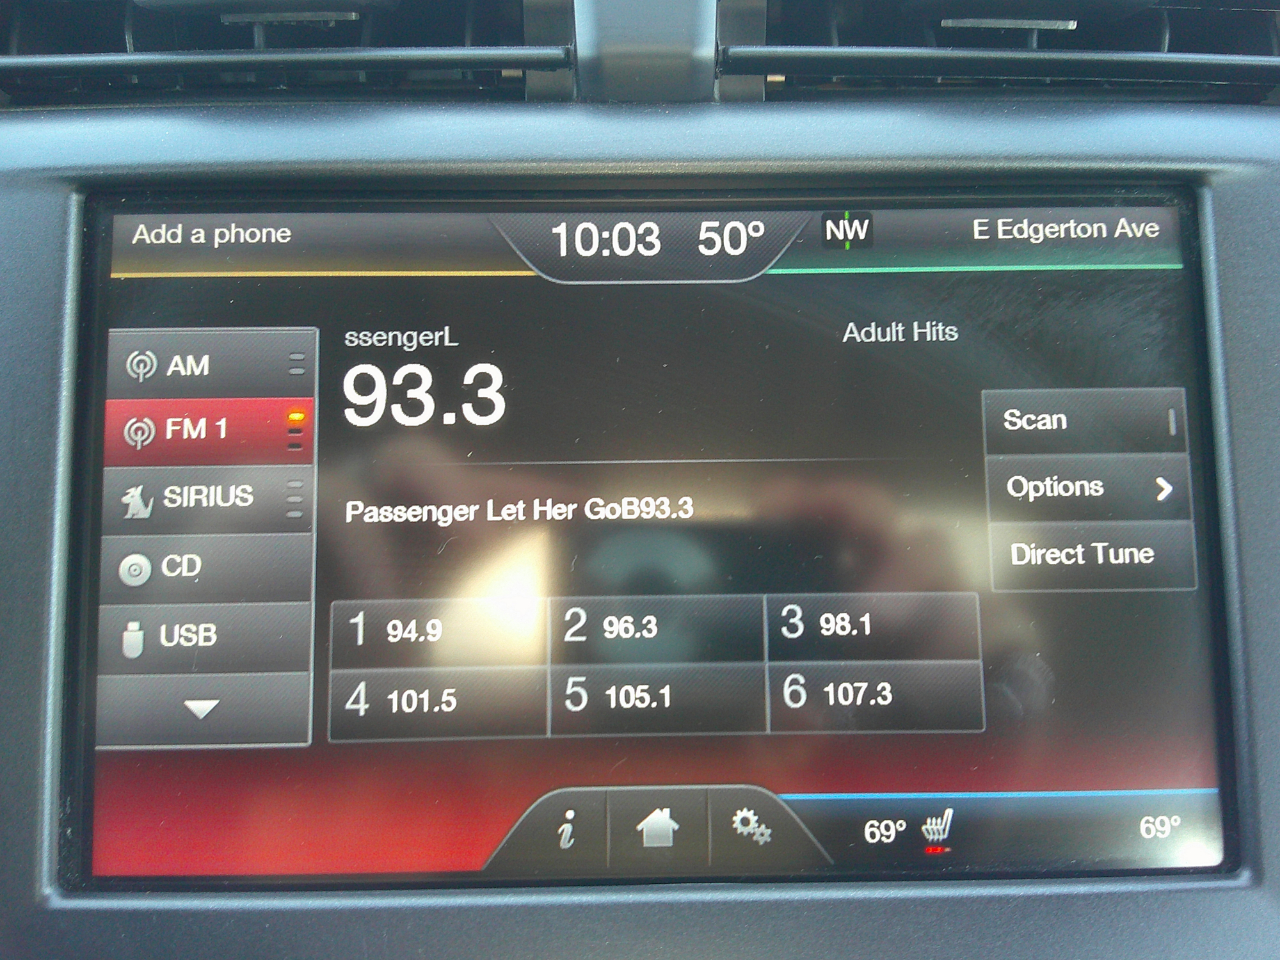 Add a phone
10:03 50°
NW
E Edgerton Ave
AM
FM 1
SIRIUS
CD
USB
ssengerL
93.3
Adult Hits
Passenger Let Her GoB93.3
Scan
Options
Direct Tune
1 94.9
2 96.3
3 98.1
4 101.5
5 105.1
6 107.3
i
69°
69°